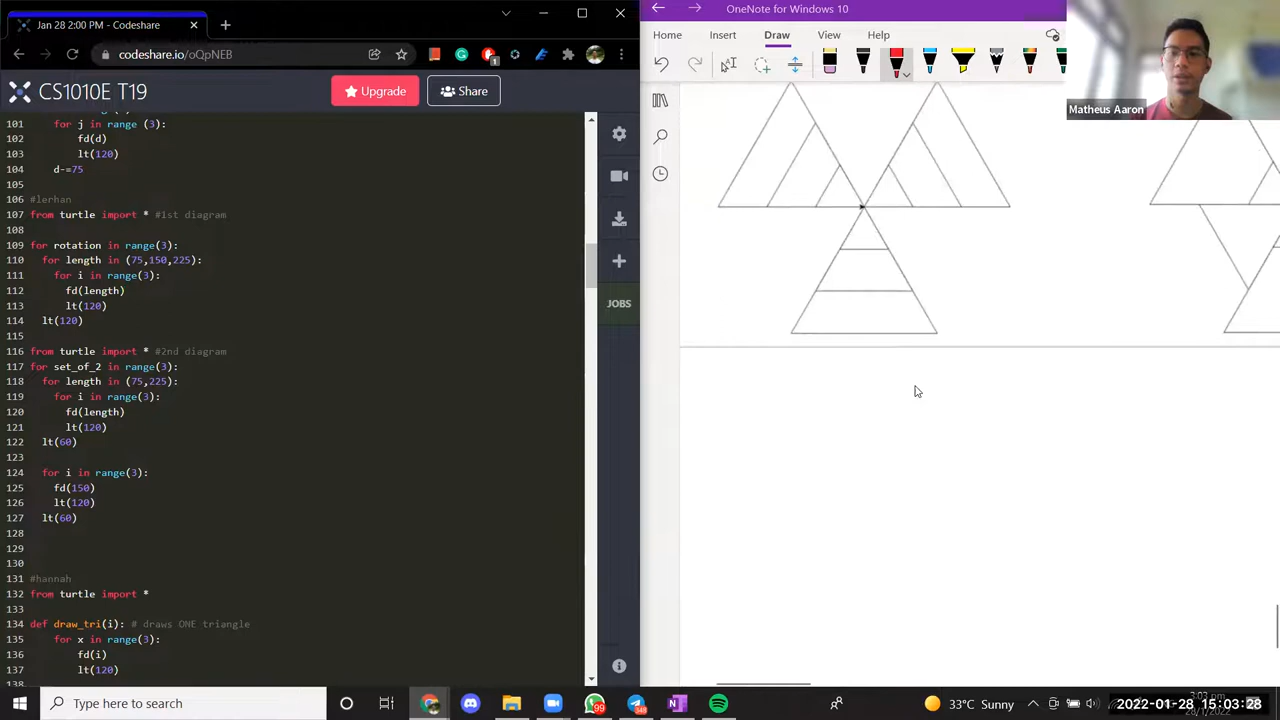 Jan 28 2:00 PM - Codeshare
codeshare.io/oQpNEB
1
CS1010E T19
Upgrade
Share
101
102
103
104
105
106
107
108
109
110
111
112
113
114
115
116
117
118
119
120
121
122
123
124
125
126
127
128
129
130
131
132
133
134
135
136
137
for j in range (3):
fd(d)
lt(120)
d-=75
#lerhan
from turtle import * #1st diagram
for rotation in range(3):
for length in (75,150,225):
for i in range(3):
fd(length)
lt(120)
lt(120)
from turtle import * #2nd diagram
for set_of_2 in range(3):
for length in (75,225):
for i in range(3):
fd(length)
lt(120)
lt(60)
for i in range(3):
fd(150)
lt(120)
lt(60)
#hannah
from turtle import *
def draw_tri(i): # draws ONE triangle
for x in range(3):
fd(i)
lt(120)
JOBS
OneNote for Windows 10
Home
Insert
Draw
View
Help
Matheus Aaron
Type here to search
99
33°C Sunny
3:03 pm
2022-01-28 15:03:28